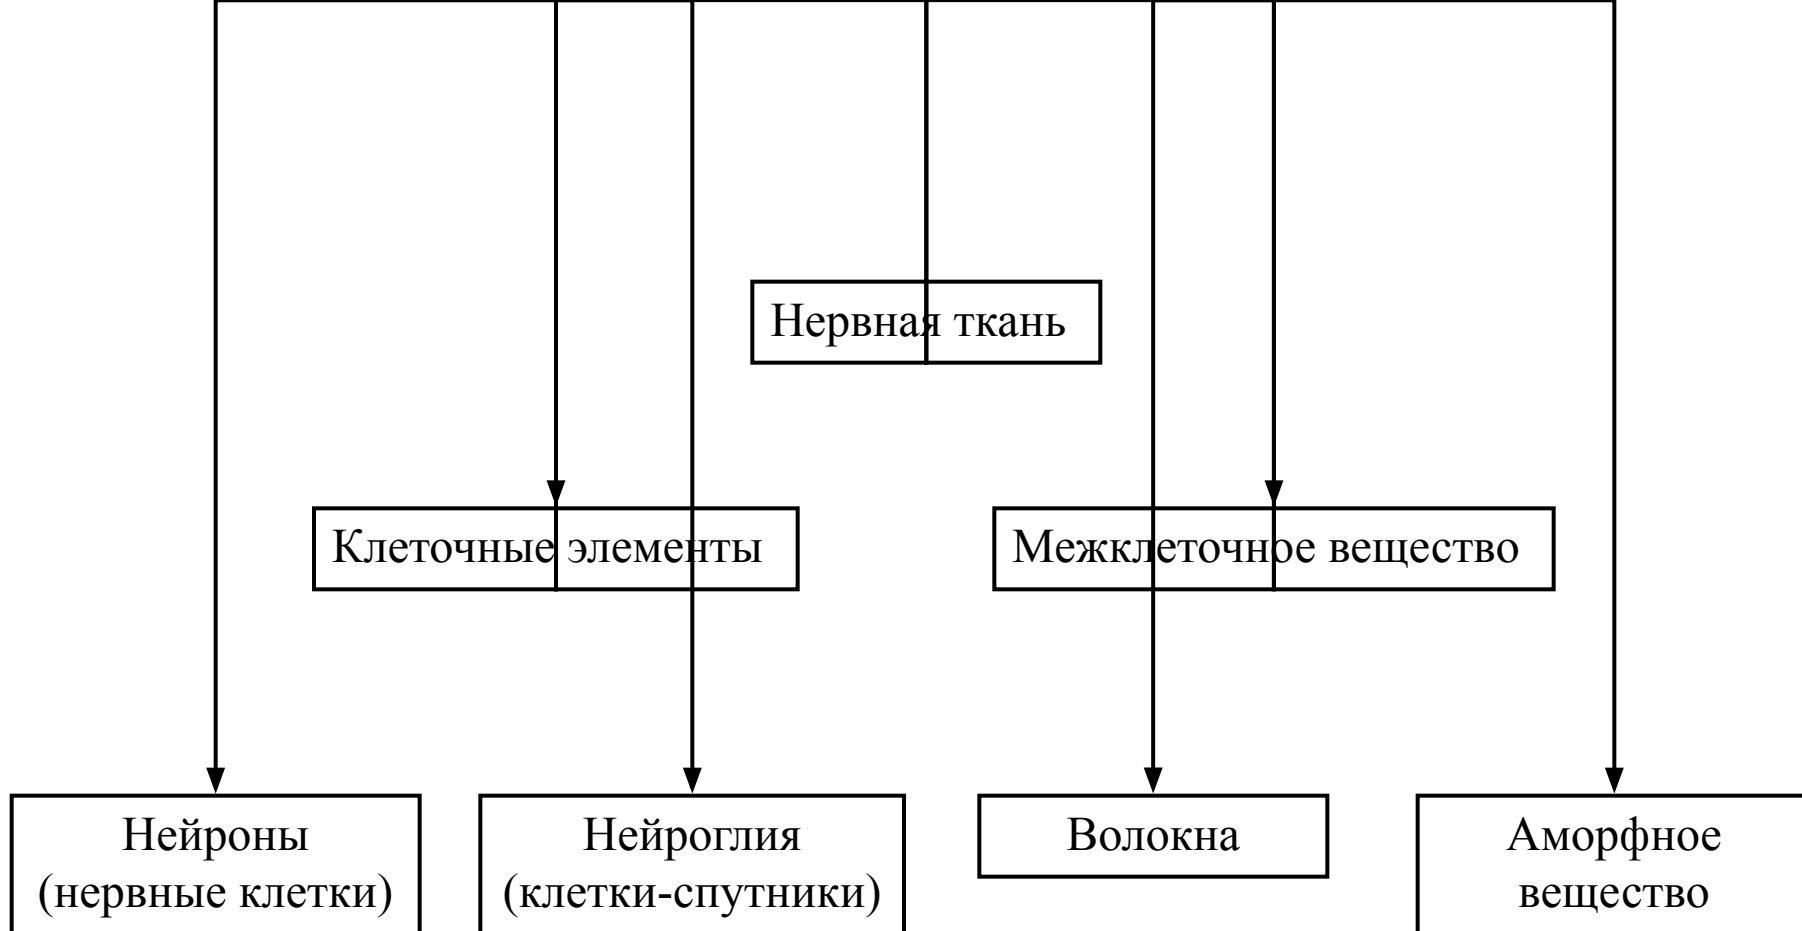 Нервная ткань
Клеточные элементы
Межклеточное вещество
Нейроны
(нервные клетки)
Нейроглия
(клетки-спутники)
Волокна
Аморфное
вещество